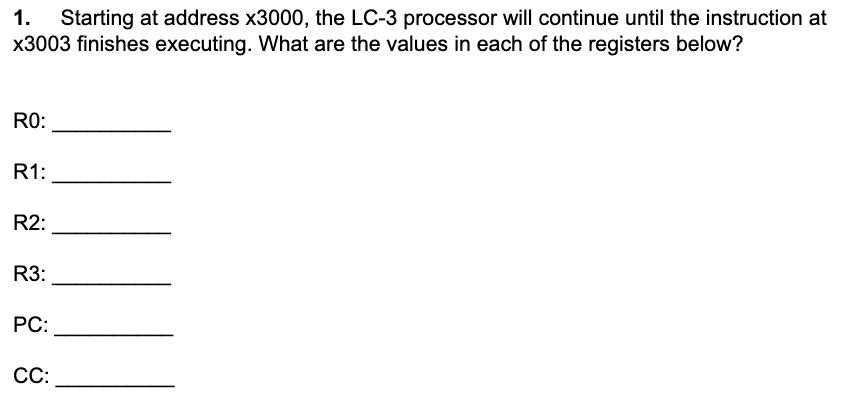 1. Starting at address x3000, the LC-3 processor will continue until the instruction at
x3003 finishes executing. What are the values in each of the registers below?
R0: __________
R1: __________
R2: __________
R3: __________
PC: __________
CC: __________